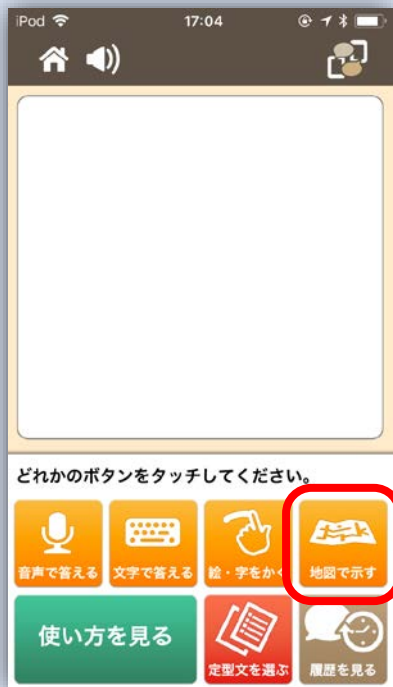 iPod 17:04
どれかのボタンをタッチしてください。
音声で答える 文字で答える 絵・字をかく 地図で示す
使い方を見る 定型文を選ぶ 履歴を見る